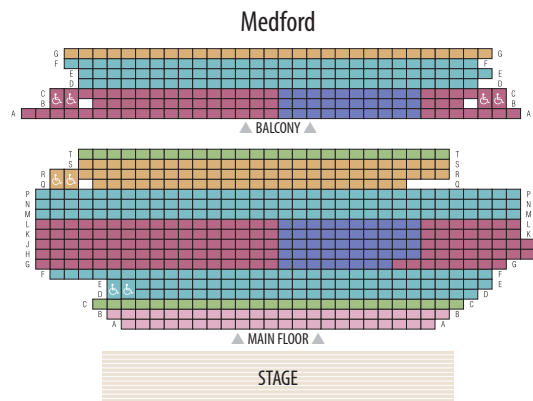 Medford
G G
F F
E
E
D D
C C
B B
A A
BALCONY
T T
S S
R R
Q Q
P P
N N
M M
L L
K K
J J
H H
G G
F F
E E
D D
C C
B B
A A
MAIN FLOOR
STAGE